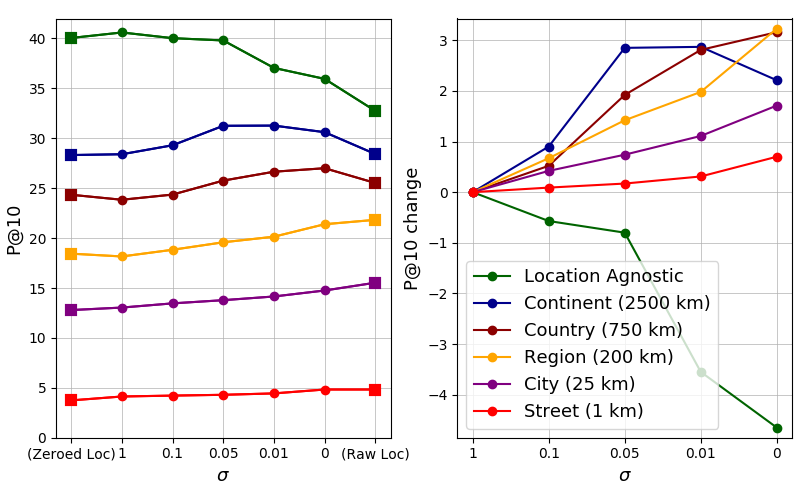 P@10
40
35
30
25
20
15
10
5
0
(Zeroed Loc) 1 0.1 0.05 0.01 0 (Raw Loc)
σ
P@10 change
3
2
1
0
−1
−2
−3
−4
Location Agnostic
Continent (2500 km)
Country (750 km)
Region (200 km)
City (25 km)
Street (1 km)
1 0.1 0.05 0.01 0
σ